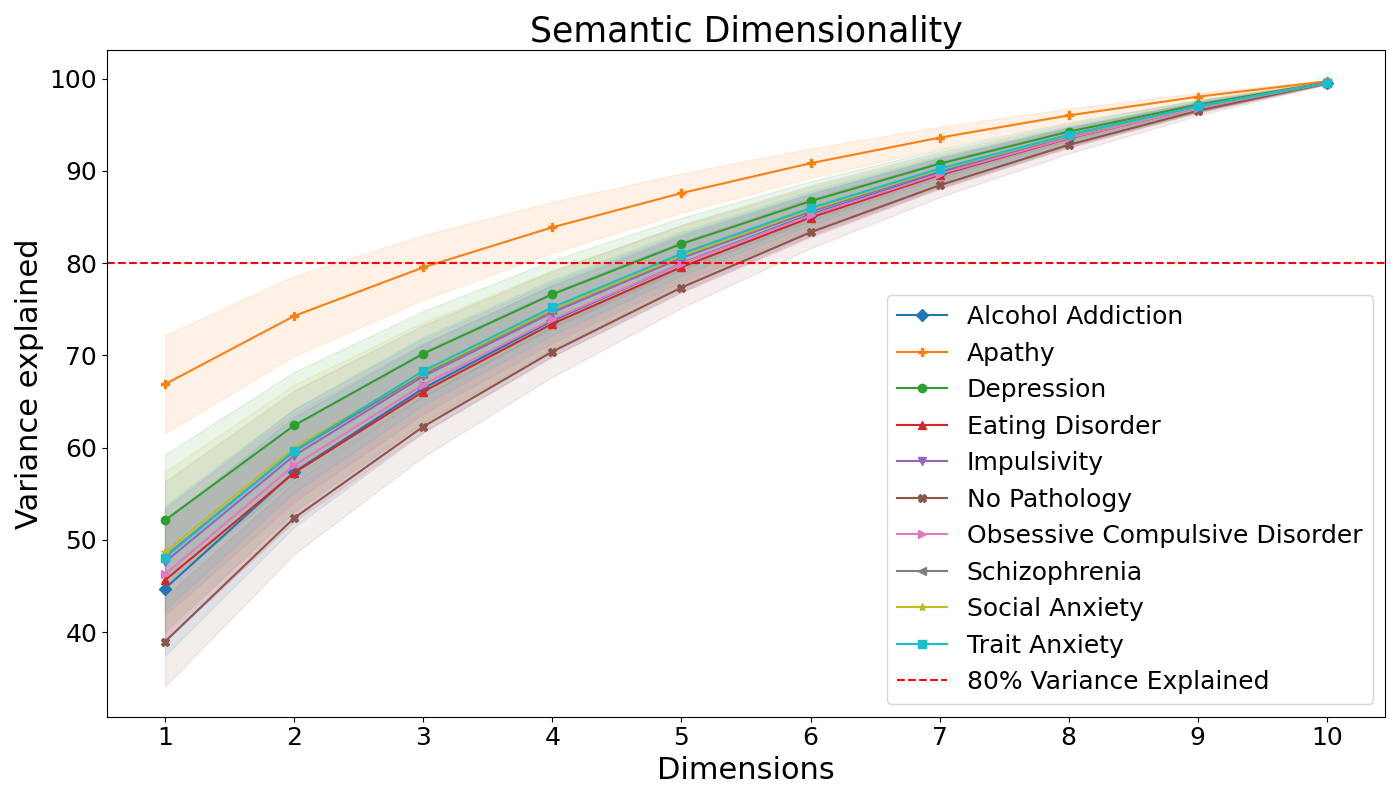 Semantic Dimensionality
Variance explained
100
90
80
70
60
50
40
Alcohol Addiction
Apathy
Depression
Eating Disorder
Impulsivity
No Pathology
Obsessive Compulsive Disorder
Schizophrenia
Social Anxiety
Trait Anxiety
80% Variance Explained
1 2 3 4 5 6 7 8 9 10
Dimensions